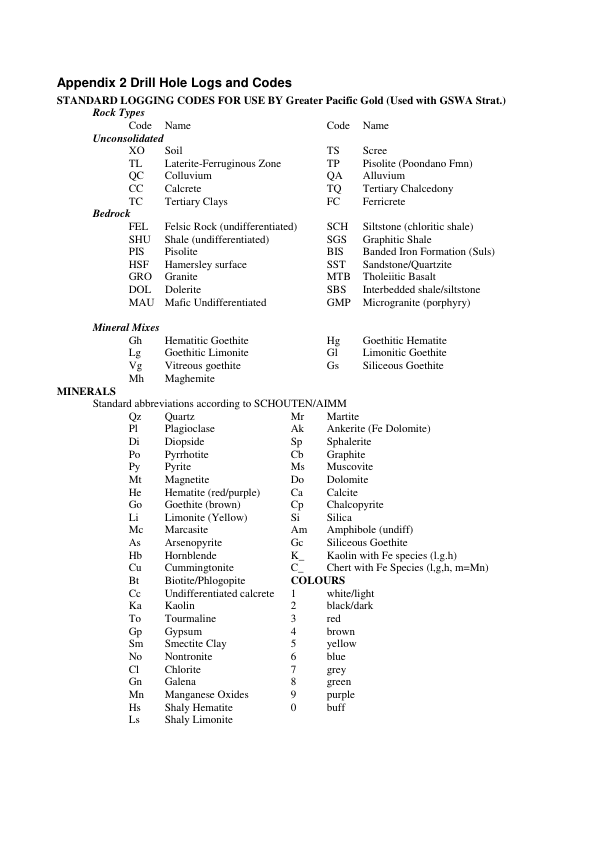 Appendix 2 Drill Hole Logs and Codes
STANDARD LOGGING CODES FOR USE BY Greater Pacific Gold (Used with GSWA Strat.)
Rock Types
Code Name Code Name
Unconsolidated
XO Soil TS Scree
TL Laterite-Ferruginous Zone TP Pisolite (Poondano Fmn)
QC Colluvium QA Alluvium
CC Calcrete TQ Tertiary Chalcedony
TC Tertiary Clays FC Ferricrete
Bedrock
FEL Felsic Rock (undifferentiated) SCH Siltstone (chloritic shale)
SHU Shale (undifferentiated) SGS Graphitic Shale
PIS Pisolite BIS Banded Iron Formation (Suls)
HSF Hamersley surface SST Sandstone/Quartzite
GRO Granite MTB Tholeiitic Basalt
DOL Dolerite SBS Interbedded shale/siltstone
MAU Mafic Undifferentiated GMP Microgranite (porphyry)
Mineral Mixes
Gh Hematitic Goethite Hg Goethitic Hematite
Lg Goethitic Limonite Gl Limonitic Goethite
Vg Vitreous goethite Gs Siliceous Goethite
Mh Maghemite
MINERALS
Standard abbreviations according to SCHOUTEN/AIMM
Qz Quartz Mr Martite
Pl Plagioclase Ak Ankerite (Fe Dolomite)
Di Diopside Sp Sphalerite
Po Pyrrhotite Cb Graphite
Py Pyrite Ms Muscovite
Mt Magnetite Do Dolomite
He Hematite (red/purple) Ca Calcite
Go Goethite (brown) Cp Chalcopyrite
Li Limonite (Yellow) Si Silica
Mc Marcasite Am Amphibole (undiff)
As Arsenopyrite Gc Siliceous Goethite
Hb Hornblende K_ Kaolin with Fe species (l.g.h)
Cu Cummingtonite C_ Chert with Fe Species (l,g,h, m=Mn)
Bt Biotite/Phlogopite COLOURS
Cc Undifferentiated calcrete 1 white/light
Ka Kaolin 2 black/dark
To Tourmaline 3 red
Gp Gypsum 4 brown
Sm Smectite Clay 5 yellow
No Nontronite 6 blue
Cl Chlorite 7 grey
Gn Galena 8 green
Mn Manganese Oxides 9 purple
Hs Shaly Hematite 0 buff
Ls Shaly Limonite